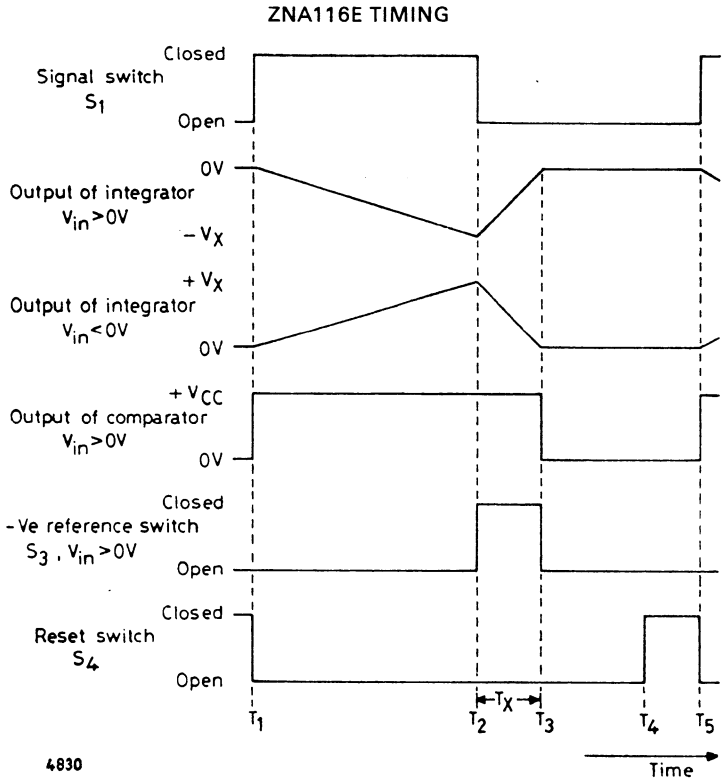 ZNA116E TIMING
Closed
Signal switch
S1
Open
0V
Output of integrator
Vin>0V
-VX
+VX
Output of integrator
Vin<0V
0V
+VCC
Output of comparator
Vin>0V
0V
Closed
-Ve reference switch
S3, Vin>0V
Open
Closed
Reset switch
S4
Open
TX
T1 T2 T3 T4 T5
4830
Time